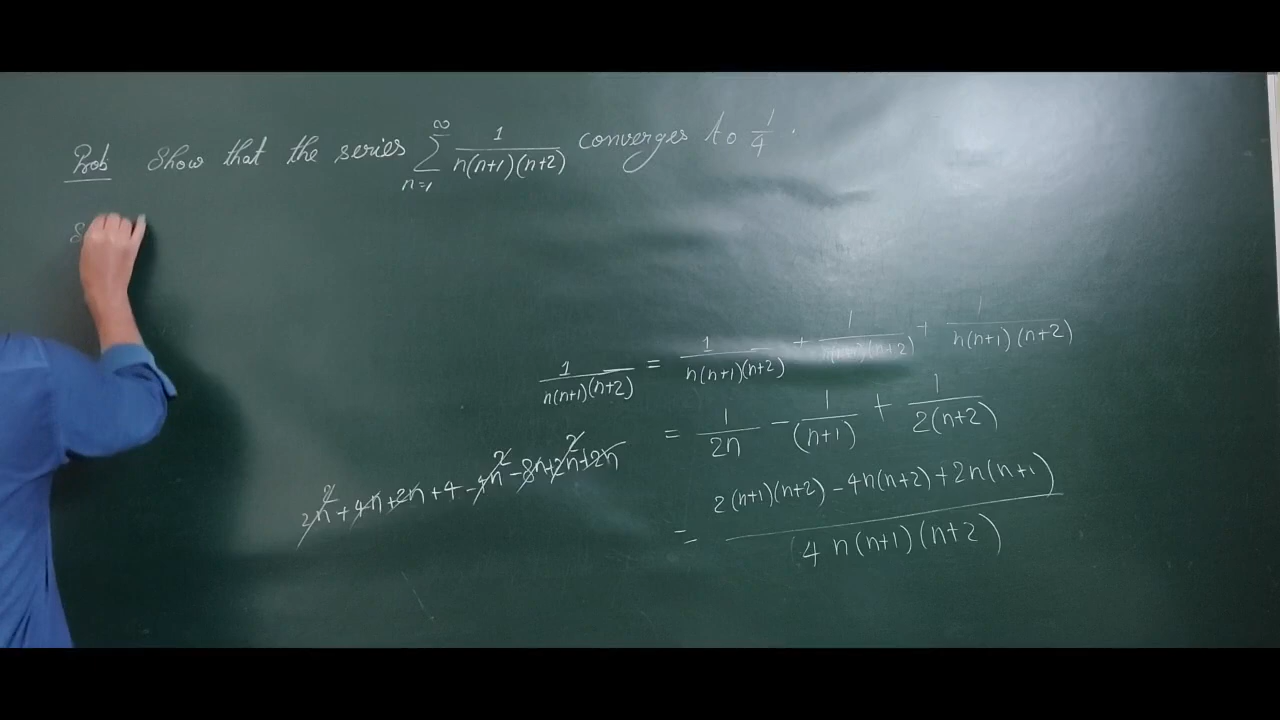 Prob Show that the series ∑_{n=1}^{∞} 1/(n(n+1)(n+2)) converges to 1/4.
S
1/(n(n+1)(n+2)) = 1/(n(n+1)(n+2)) + 1/(n(n+1)(n+2)) + 1/(n(n+1)(n+2))
= 1/(2n) - 1/((n+1)) + 1/(2(n+2))
2n²+4n+2n+4-4n²-8n+2n²+2n
= (2(n+1)(n+2) - 4n(n+2) + 2n(n+1))/(4n(n+1)(n+2))